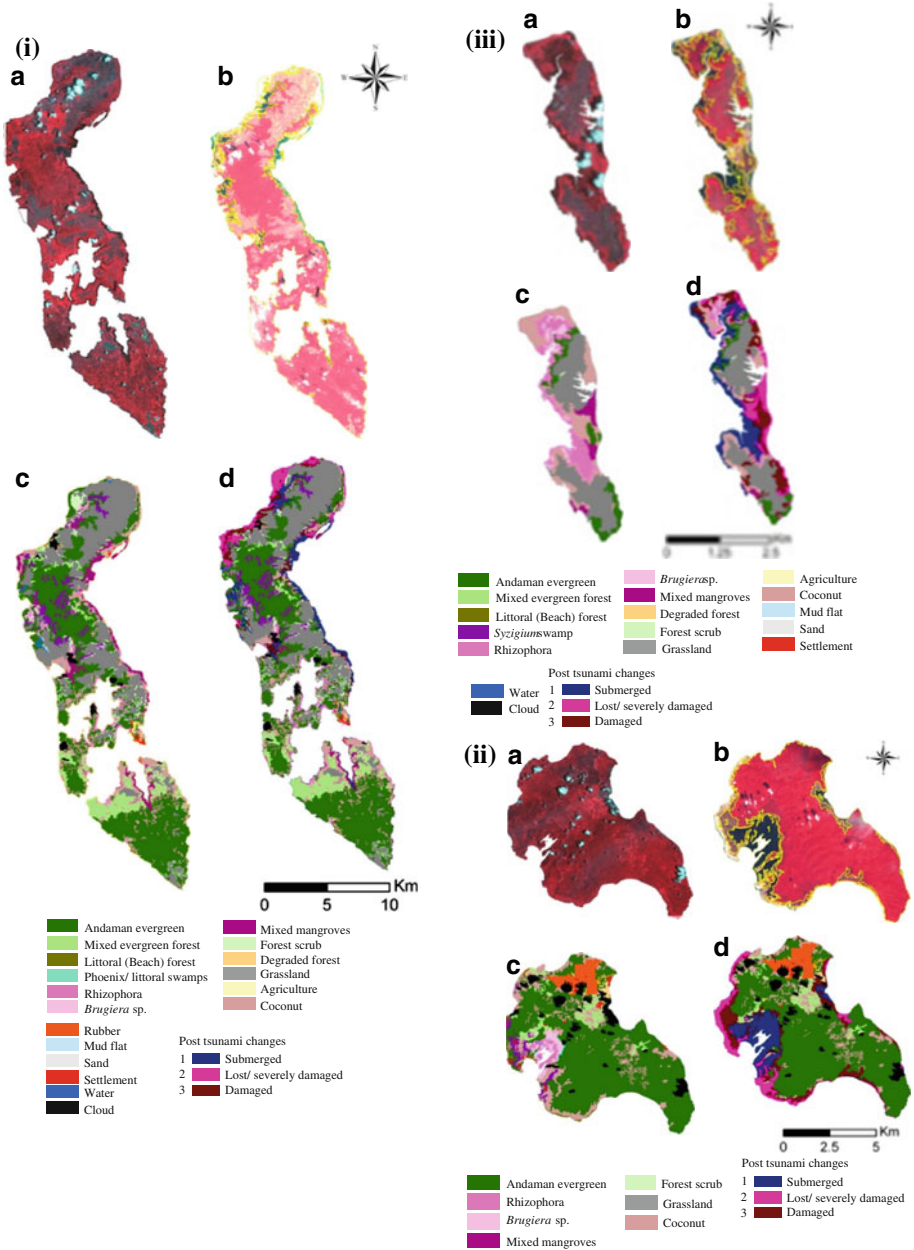 (i)
a
b
N
W
E
S
c
d
Km
0
5
10
Andaman evergreen
Mixed evergreen forest
Littoral (Beach) forest
Phoenix/ littoral swamps
Rhizophora
Brugiera sp.
Rubber
Mud flat
Sand
Settlement
Water
Cloud
Mixed mangroves
Forest scrub
Degraded forest
Grassland
Agriculture
Coconut
Post tsunami changes
1 Submerged
2 Lost/ severely damaged
3 Damaged
(iii)
a
b
c
d
Km
0
1.25
2.5
Andaman evergreen
Mixed evergreen forest
Littoral (Beach) forest
Syzigiumswamp
Rhizophora
Brugierasp.
Mixed mangroves
Degraded forest
Forest scrub
Grassland
Agriculture
Coconut
Mud flat
Sand
Settlement
Water
Cloud
Post tsunami changes
1 Submerged
2 Lost/ severely damaged
3 Damaged
(ii)
a
b
c
d
Km
0
2.5
5
Andaman evergreen
Rhizophora
Brugiera sp.
Mixed mangroves
Forest scrub
Grassland
Coconut
Post tsunami changes
1 Submerged
2 Lost/ severely damaged
3 Damaged